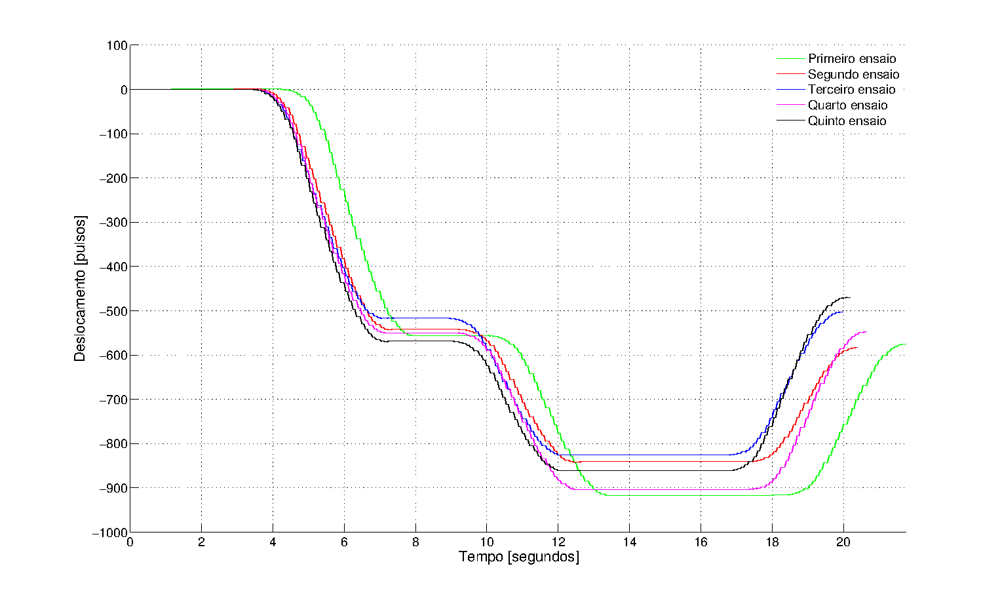 100
0
−100
−200
−300
−400
−500
−600
−700
−800
−900
−1000
Deslocamento [pulsos]
Primeiro ensaio
Segundo ensaio
Terceiro ensaio
Quarto ensaio
Quinto ensaio
0 2 4 6 8 10 12 14 16 18 20
Tempo [segundos]